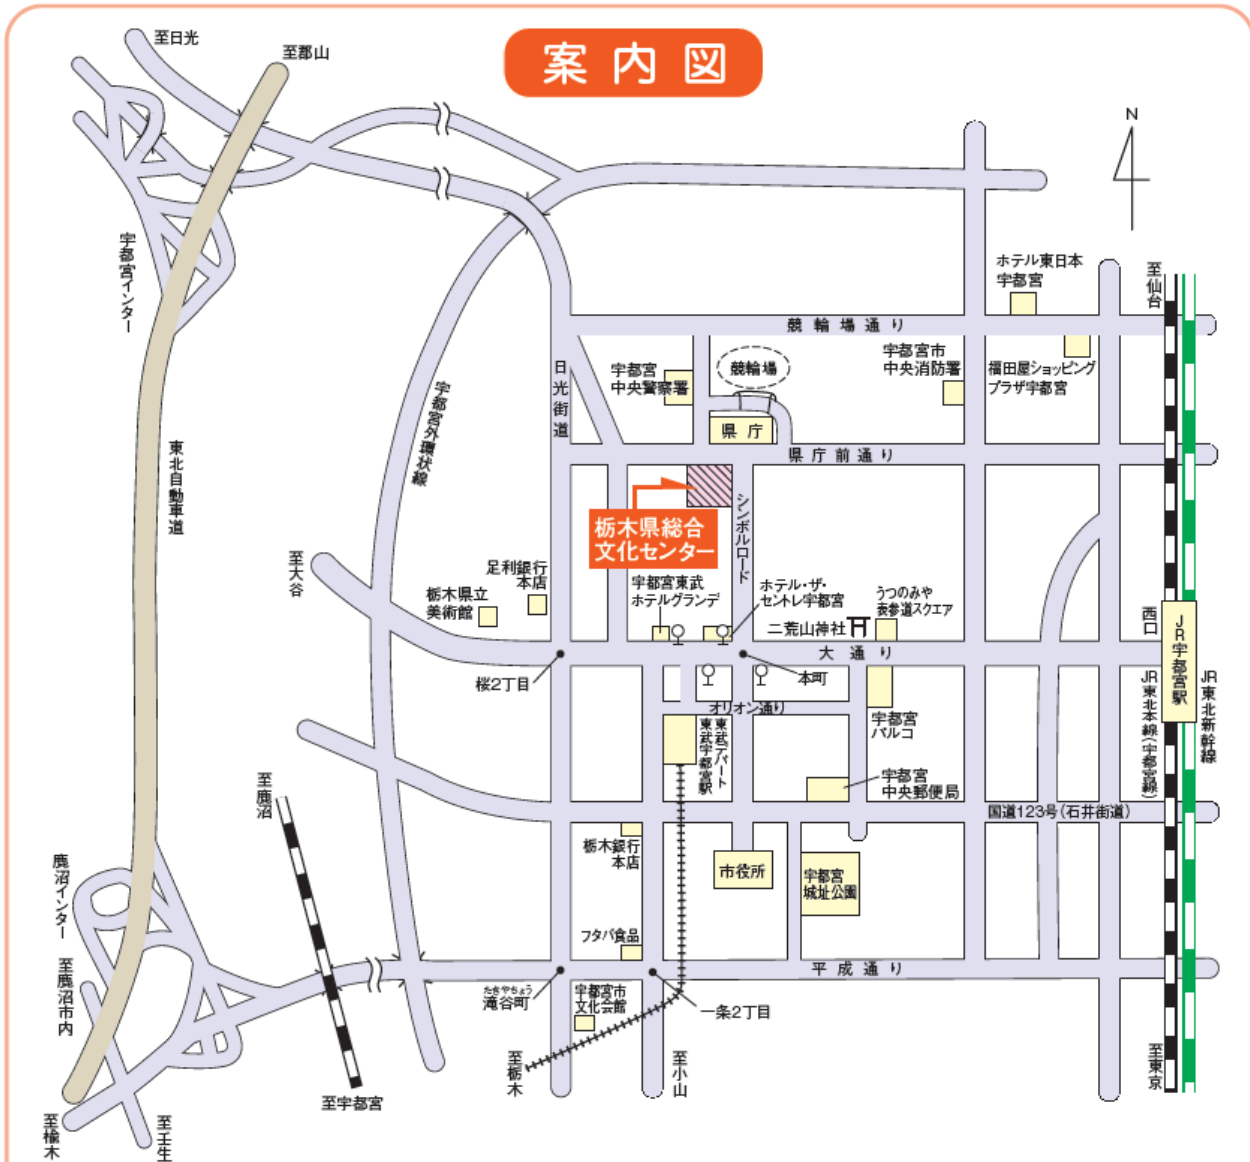 案内図
至日光
至郡山
N
宇都宮インター
ホテル東日本
宇都宮
至仙台
競輪場通り
宇都宮
中央警察署
競輪場
宇都宮市
中央消防署
福田屋ショッピング
プラザ宇都宮
日光街道
宇都宮外環状線
県庁
県庁前通り
東北自動車道
シンボルロード
栃木県総合
文化センター
至大谷
足利銀行
本店
栃木県立
美術館
宇都宮東武
ホテルグランデ
ホテル・ザ・
セントレ宇都宮
うつのみや
表参道スクエア
二荒山神社
西口
JR宇都宮駅
大通り
桜2丁目
本町
JR東北本線(宇都宮線)
JR東北新幹線
オリオン通り
東武デパート
東武宇都宮駅
宇都宮
パルコ
至鹿沼
宇都宮
中央郵便局
国道123号(石井街道)
栃木銀行
本店
市役所
宇都宮
城址公園
鹿沼インター
フタバ食品
至鹿沼市内
平成通り
たきやちょう
滝谷町
宇都宮市
文化会館
一条2丁目
至栃木
至小山
至東京
至宇都宮
至楡木
至壬生